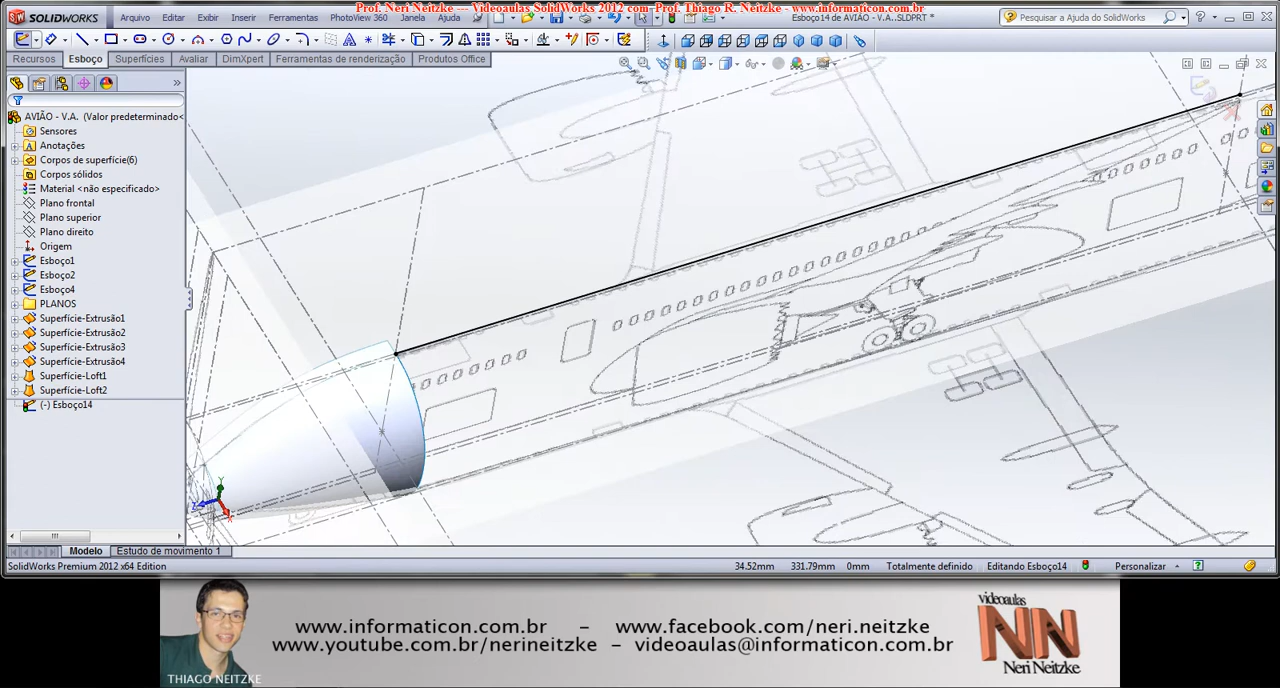 Prof. Neri Neitzke --- Videoaulas SolidWorks 2012 com Prof. Thiago R. Neitzke - www.informaticon.com.br
SOLIDWORKS
Arquivo Editar Exibir Inserir Ferramentas PhotoView 360 My Toolbars Janela Ajuda
Esboço14 de AVIÃO - V.A..SLDPRT *
Pesquisar a Ajuda do SolidWorks
Recursos Esboço Superfícies Avaliar DimXpert Ferramentas de renderização Produtos Office
AVIÃO - V.A. (Valor predeterminado<
Sensores
Anotações
Corpos de superfície(6)
Corpos sólidos
Material <não especificado>
Plano frontal
Plano superior
Plano direito
Origem
Esboço1
Esboço2
Esboço4
PLANOS
Superfície-Extrusão1
Superfície-Extrusão2
Superfície-Extrusão3
Superfície-Extrusão4
Superfície-Loft1
Superfície-Loft2
(-) Esboço14
Y
Z
X
Modelo Estudo de movimento 1
SolidWorks Premium 2012 x64 Edition
34.52mm 331.79mm 0mm Totalmente definido Editando Esboço14 Personalizar
www.informaticon.com.br - www.facebook.com/neri.neitzke
www.youtube.com.br/nerineitzke - videoaulas@informaticon.com.br
THIAGO NEITZKE
videoaulas
NN
Neri Neitzke